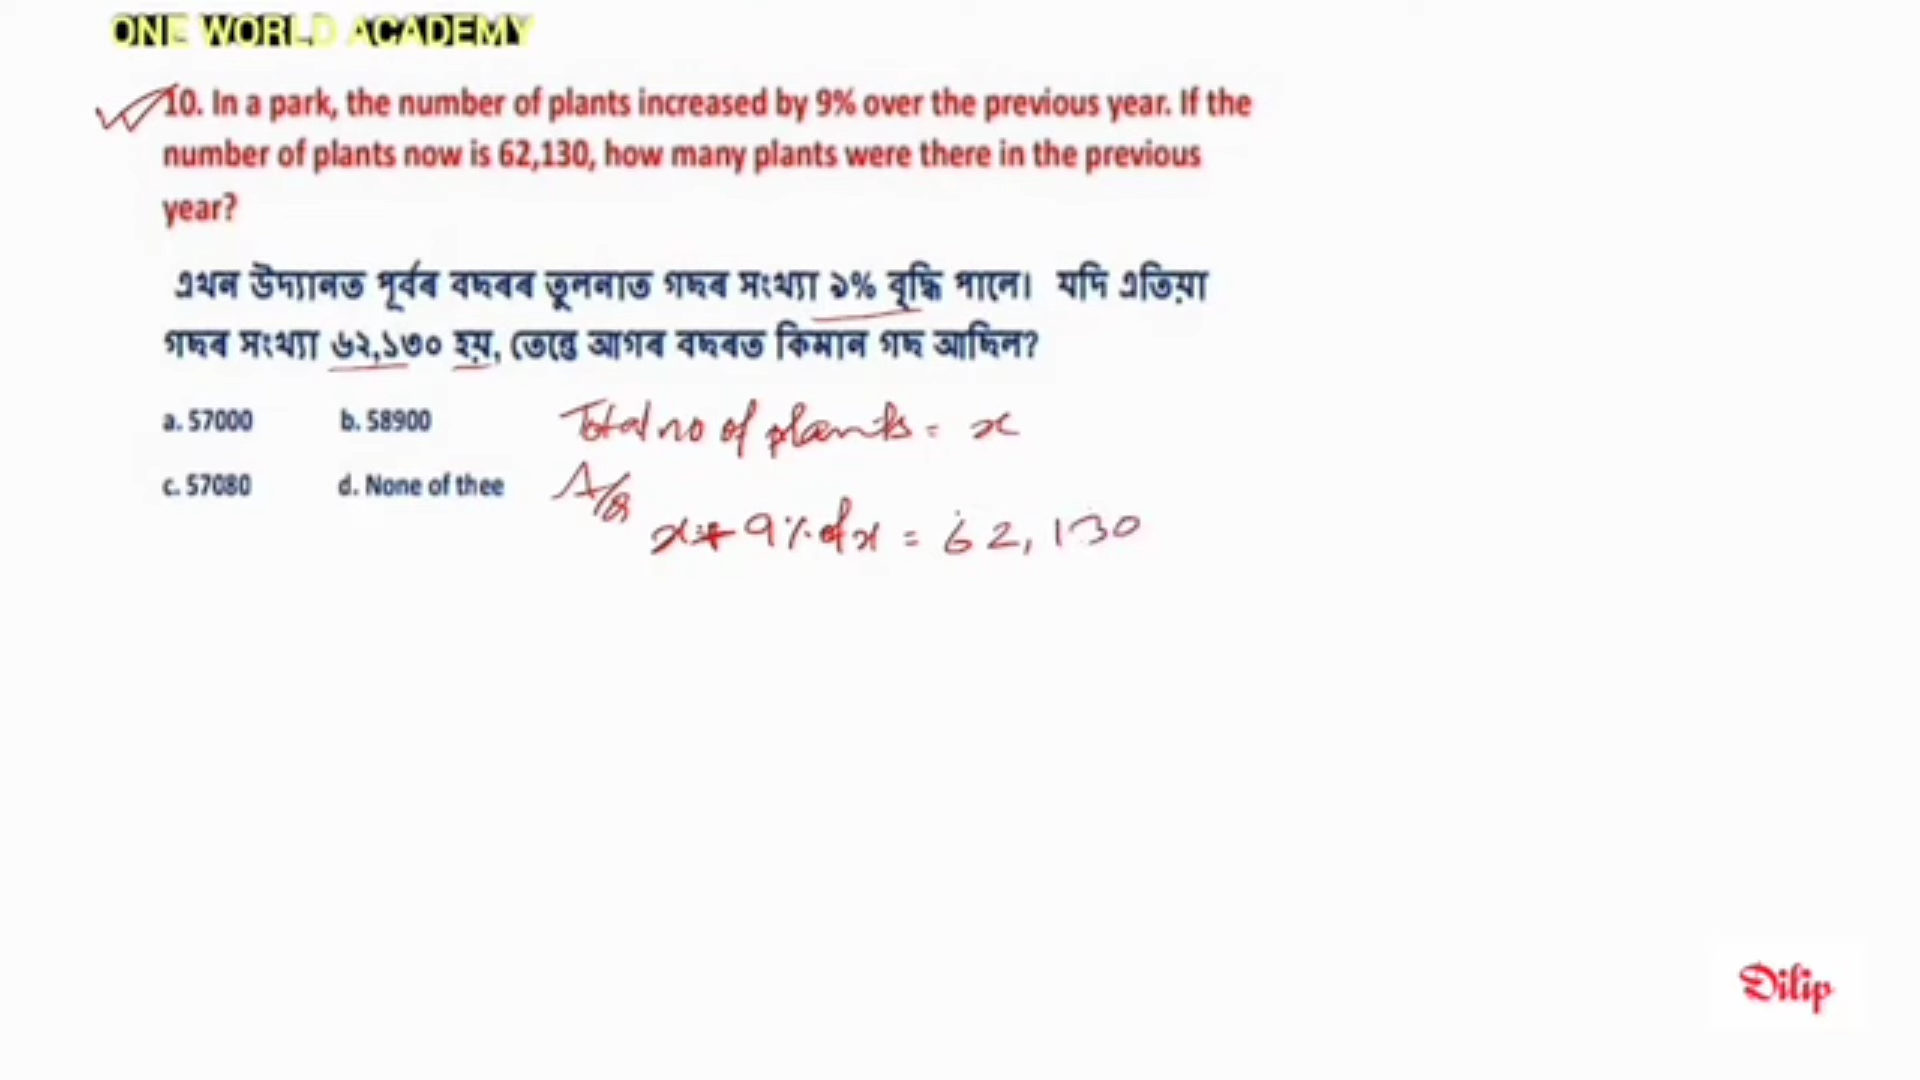 ONE WORLD ACADEMY
10. In a park, the number of plants increased by 9% over the previous year. If the
number of plants now is 62,130, how many plants were there in the previous
year?
এখন উদ্যানত পূৰ্বৰ বছৰৰ তুলনাত গছৰ সংখ্যা ৯% বৃদ্ধি পালে। যদি এতিয়া
গছৰ সংখ্যা ৬২,১৩০ হয়, তেন্তে আগৰ বছৰত কিমান গছ আছিল?
a. 57000 b. 58900
c. 57080 d. None of thee
Total no of plants = x
A/Q
x + 9% of x = 62,130
Dilip